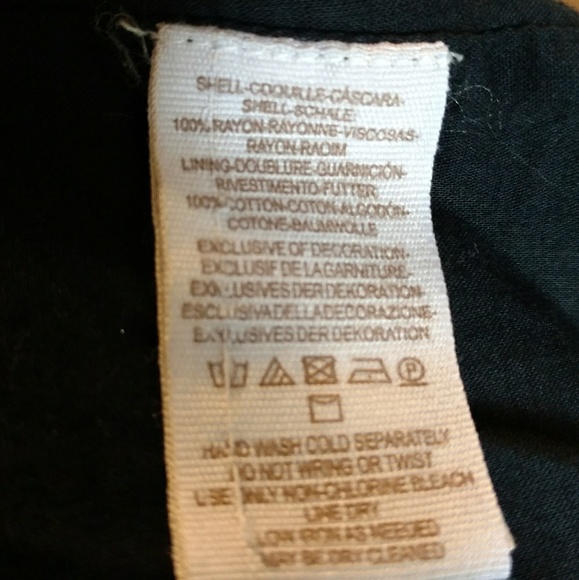 SHELL-COQUILLE-CÁSCARA-
SHELL-SCHALE:
100% RAYON-RAYONNE-VISCOSAS-
RAYON-RAOIM
LINING-DOUBLURE-GUARNICIÓN-
RIVESTIMENTO-FUTTER:
100% COTTON-COTON-ALGODÓN-
COTONE-BAUMWOLLE
EXCLUSIVE OF DECORATION-
EXCLUSIF DE LA GARNITURE-
EXCLUSIVES DER DEKORATION-
ESCLUSIVA DELLA DECORAZIONE-
EXKLUSIVES DER DEKORATION
P
HAND WASH COLD SEPARATELY
DO NOT WRING OR TWIST
USE ONLY NON-CHLORINE BLEACH
LINE DRY
LOW IRON AS NEEDED
MAY BE DRY CLEANED